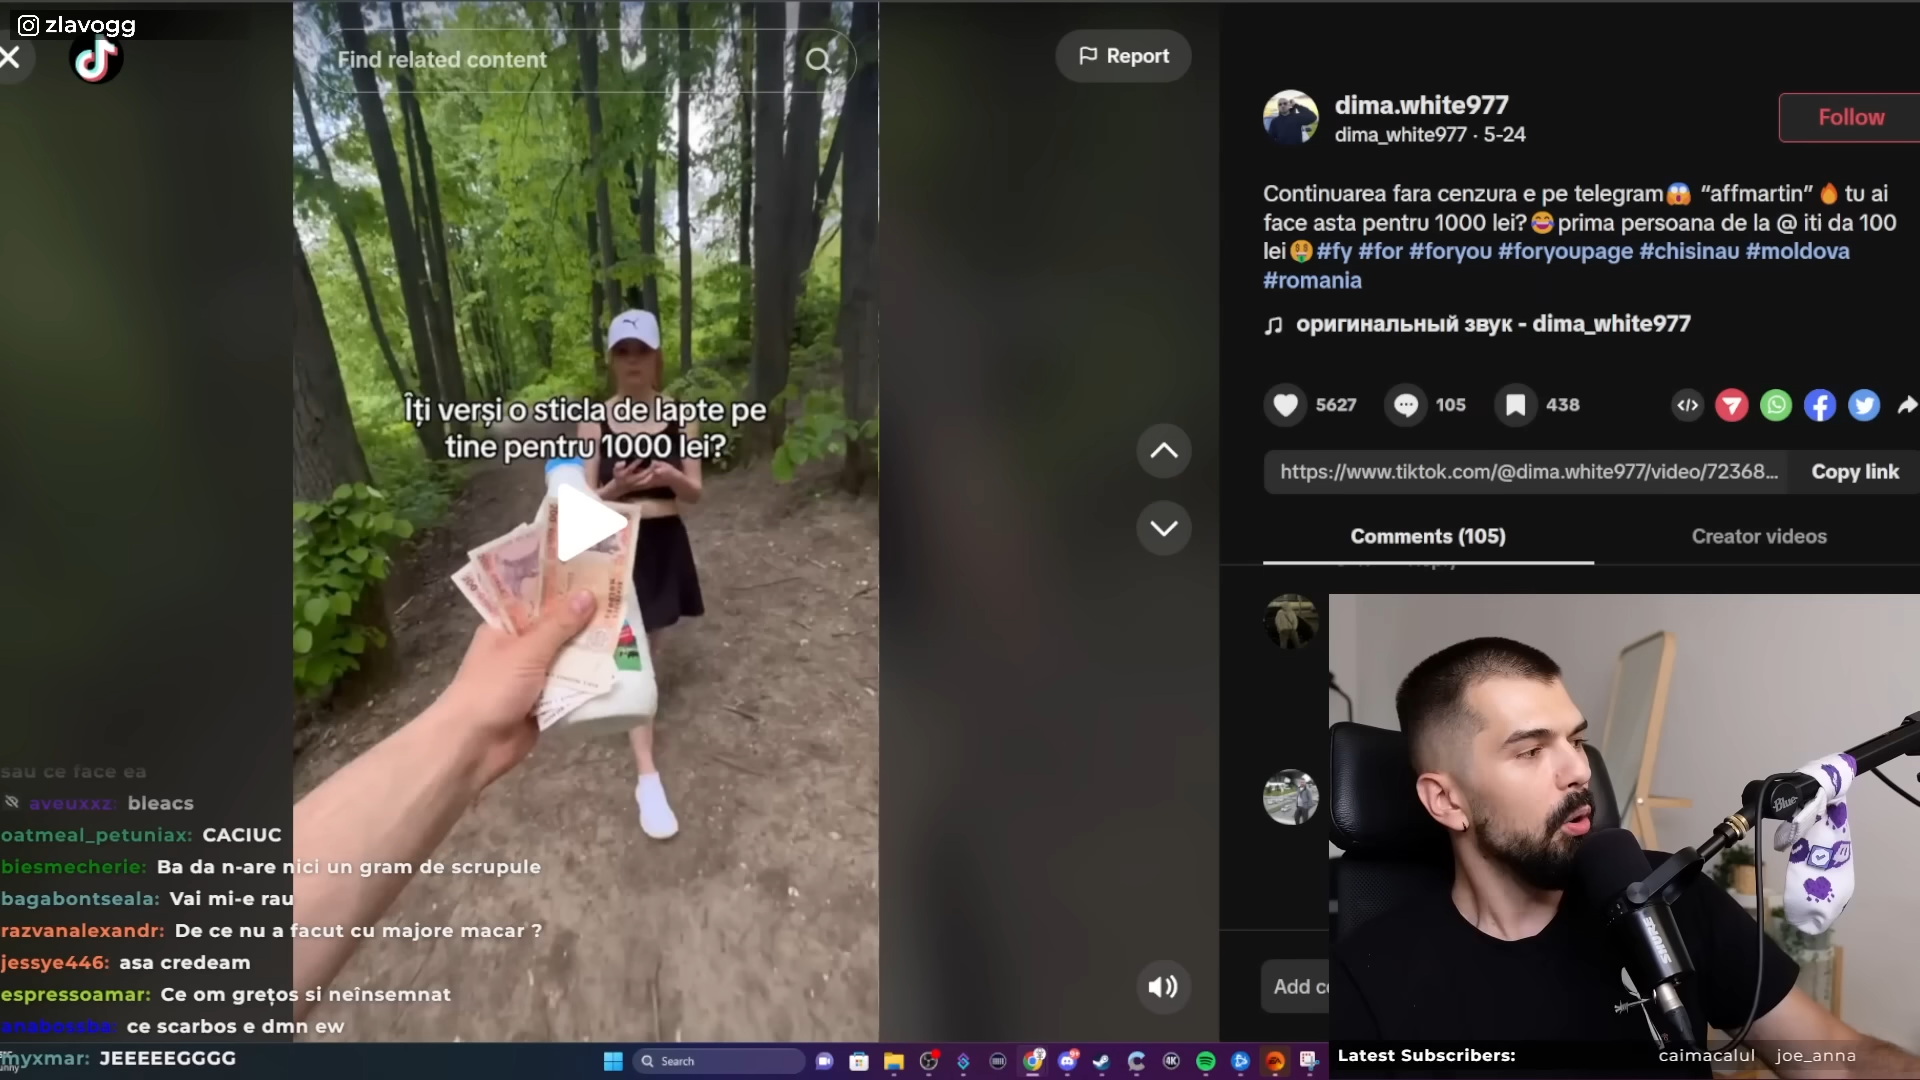 zlavogg
Find related content
Report
dima.white977
dima_white977 · 5-24
Follow
Continuarea fara cenzura e pe telegram😱 “affmartin”🔥 tu ai
face asta pentru 1000 lei?😂prima persoana de la @ iti da 100
lei🤑 #fy #for #foryou #foryoupage #chisinau #moldova
#romania
оригинальный звук - dima_white977
5627
105
438
https://www.tiktok.com/@dima.white977/video/72368...
Copy link
Comments (105)
Creator videos
Îți verși o sticla de lapte pe
tine pentru 1000 lei?
sau ce face ea
aveuxxz: bleacs
oatmeal_petuniax: CACIUC
biesmecherie: Ba da n-are nici un gram de scrupule
bagabontseala: Vai mi-e rau
razvanalexandr: De ce nu a facut cu majore macar ?
jessye446: asa credeam
espressoamar: Ce om grețos si neînsemnat
anabossba: ce scarbos e dmn ew
myxmar: JEEEEEGGGG
Add
Search
4K
Blue
SHURE
Latest Subscribers:
caimacalul joe_anna